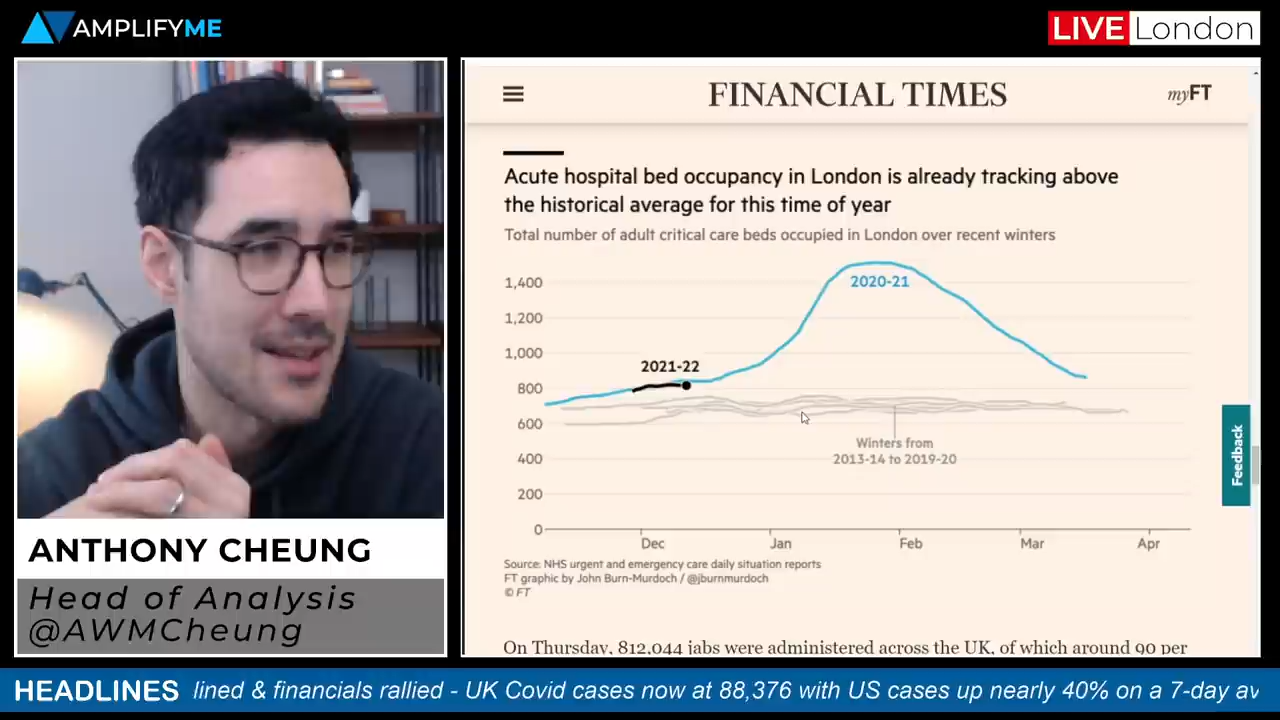 AMPLIFYME
LIVE London
FINANCIAL TIMES
myFT
Acute hospital bed occupancy in London is already tracking above
the historical average for this time of year
Total number of adult critical care beds occupied in London over recent winters
1,400
1,200
1,000
800
600
400
200
0
2020-21
2021-22
Winters from
2013-14 to 2019-20
Dec
Jan
Feb
Mar
Apr
Source: NHS urgent and emergency care daily situation reports
FT graphic by John Burn-Murdoch / @jburnmurdoch
© FT
On Thursday, 812,044 jabs were administered across the UK, of which around 90 per
Feedback
ANTHONY CHEUNG
Head of Analysis
@AWMCheung
HEADLINES lined & financials rallied - UK Covid cases now at 88,376 with US cases up nearly 40% on a 7-day av